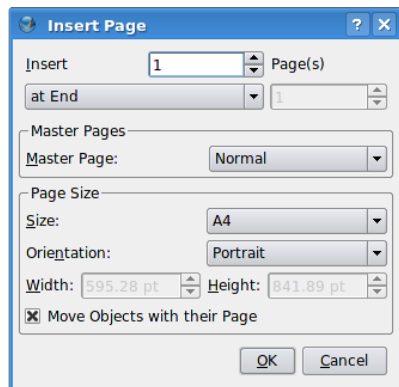 Insert Page
Insert 1 Page(s)
at End 1
Master Pages
Master Page: Normal
Page Size
Size: A4
Orientation: Portrait
Width: 595.28 pt Height: 841.89 pt
Move Objects with their Page
OK Cancel